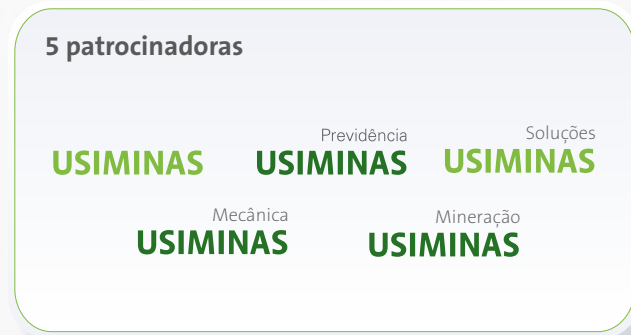 5 patrocinadoras
USIMINAS
Previdência
USIMINAS
Soluções
USIMINAS
Mecânica
USIMINAS
Mineração
USIMINAS